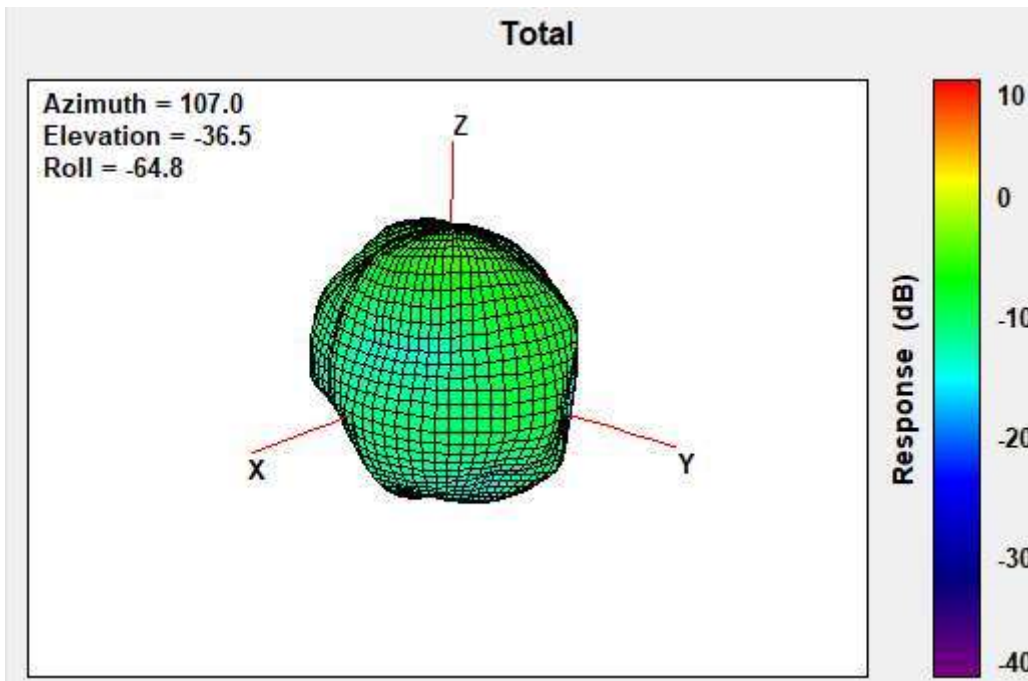 Total
Azimuth = 107.0
Elevation = -36.5
Roll = -64.8
Z
X
Y
10
0
-10
-20
-30
-40
Response (dB)